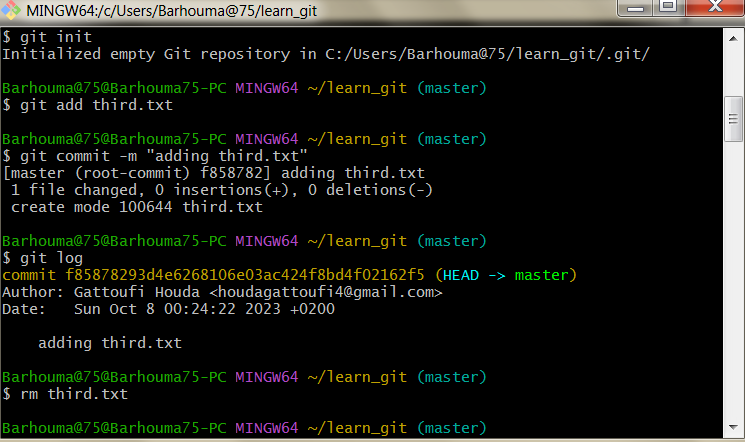 MINGW64:/c/Users/Barhouma@75/learn_git
$ git init
Initialized empty Git repository in C:/Users/Barhouma@75/learn_git/.git/
Barhouma@75@Barhouma75-PC MINGW64 ~/learn_git (master)
$ git add third.txt
Barhouma@75@Barhouma75-PC MINGW64 ~/learn_git (master)
$ git commit -m "adding third.txt"
[master (root-commit) f858782] adding third.txt
 1 file changed, 0 insertions(+), 0 deletions(-)
 create mode 100644 third.txt
Barhouma@75@Barhouma75-PC MINGW64 ~/learn_git (master)
$ git log
commit f85878293d4e6268106e03ac424f8bd4f02162f5 (HEAD -> master)
Author: Gattoufi Houda <houdagattoufi4@gmail.com>
Date:   Sun Oct 8 00:24:22 2023 +0200
    adding third.txt
Barhouma@75@Barhouma75-PC MINGW64 ~/learn_git (master)
$ rm third.txt
Barhouma@75@Barhouma75-PC MINGW64 ~/learn_git (master)